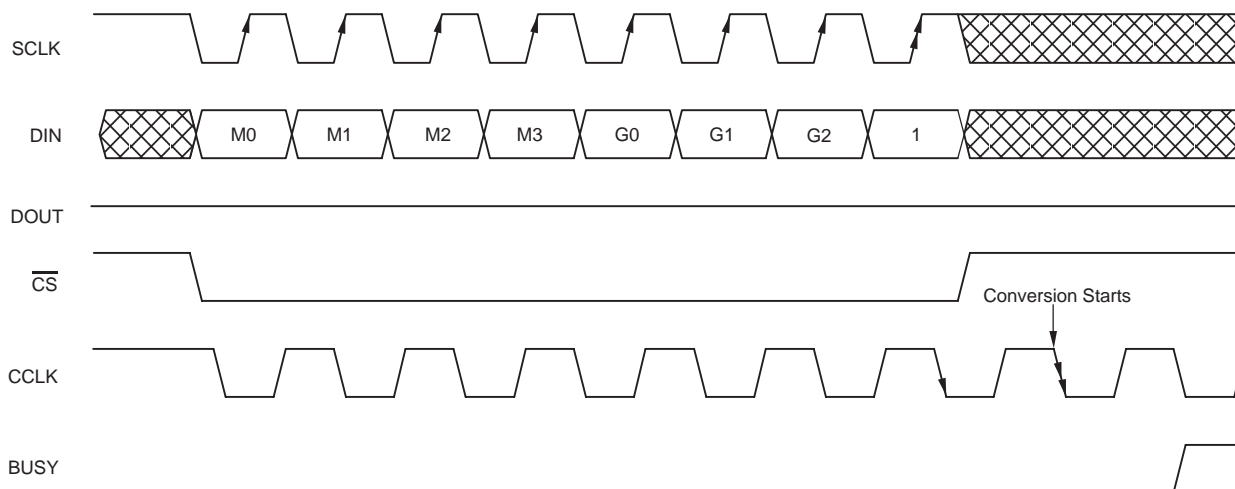 SCLK
DIN
M0 M1 M2 M3 G0 G1 G2 1
DOUT
CS
Conversion Starts
CCLK
BUSY